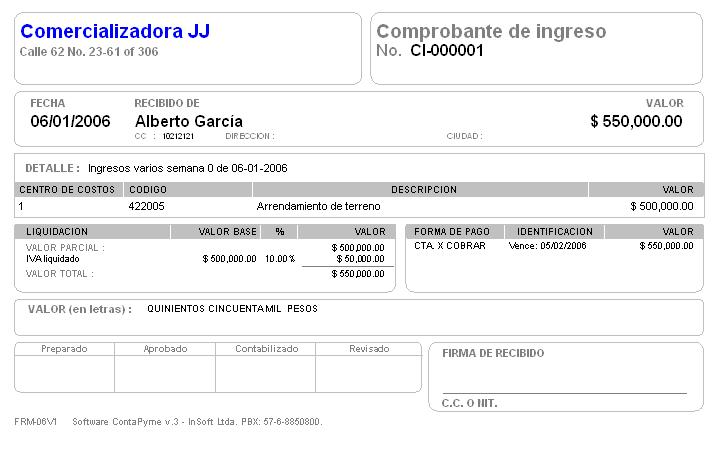 Comercializadora JJ
Calle 62 No. 23-61 of 306
Comprobante de ingreso
No. CI-000001
FECHA RECIBIDO DE VALOR
06/01/2006 Alberto García $ 550,000.00
CC : 10212121 DIRECCION : CIUDAD :
DETALLE : Ingresos varios semana 0 de 06-01-2006
CENTRO DE COSTOS CODIGO DESCRIPCION VALOR
1 422005 Arrendamiento de terreno $ 500,000.00
LIQUIDACION VALOR BASE % VALOR
VALOR PARCIAL : $ 500,000.00
IVA liquidado $ 500,000.00 10.00 % $ 50,000.00
VALOR TOTAL : $ 550,000.00
FORMA DE PAGO IDENTIFICACION VALOR
CTA. X COBRAR Vence: 05/02/2006 $ 550,000.00
VALOR (en letras) : QUINIENTOS CINCUENTA MIL PESOS
Preparado Aprobado Contabilizado Revisado
FIRMA DE RECIBIDO
C.C. O NIT.
FRM-06V1 Software ContaPyme v.3 - InSoft Ltda. PBX: 57-6-8850800.